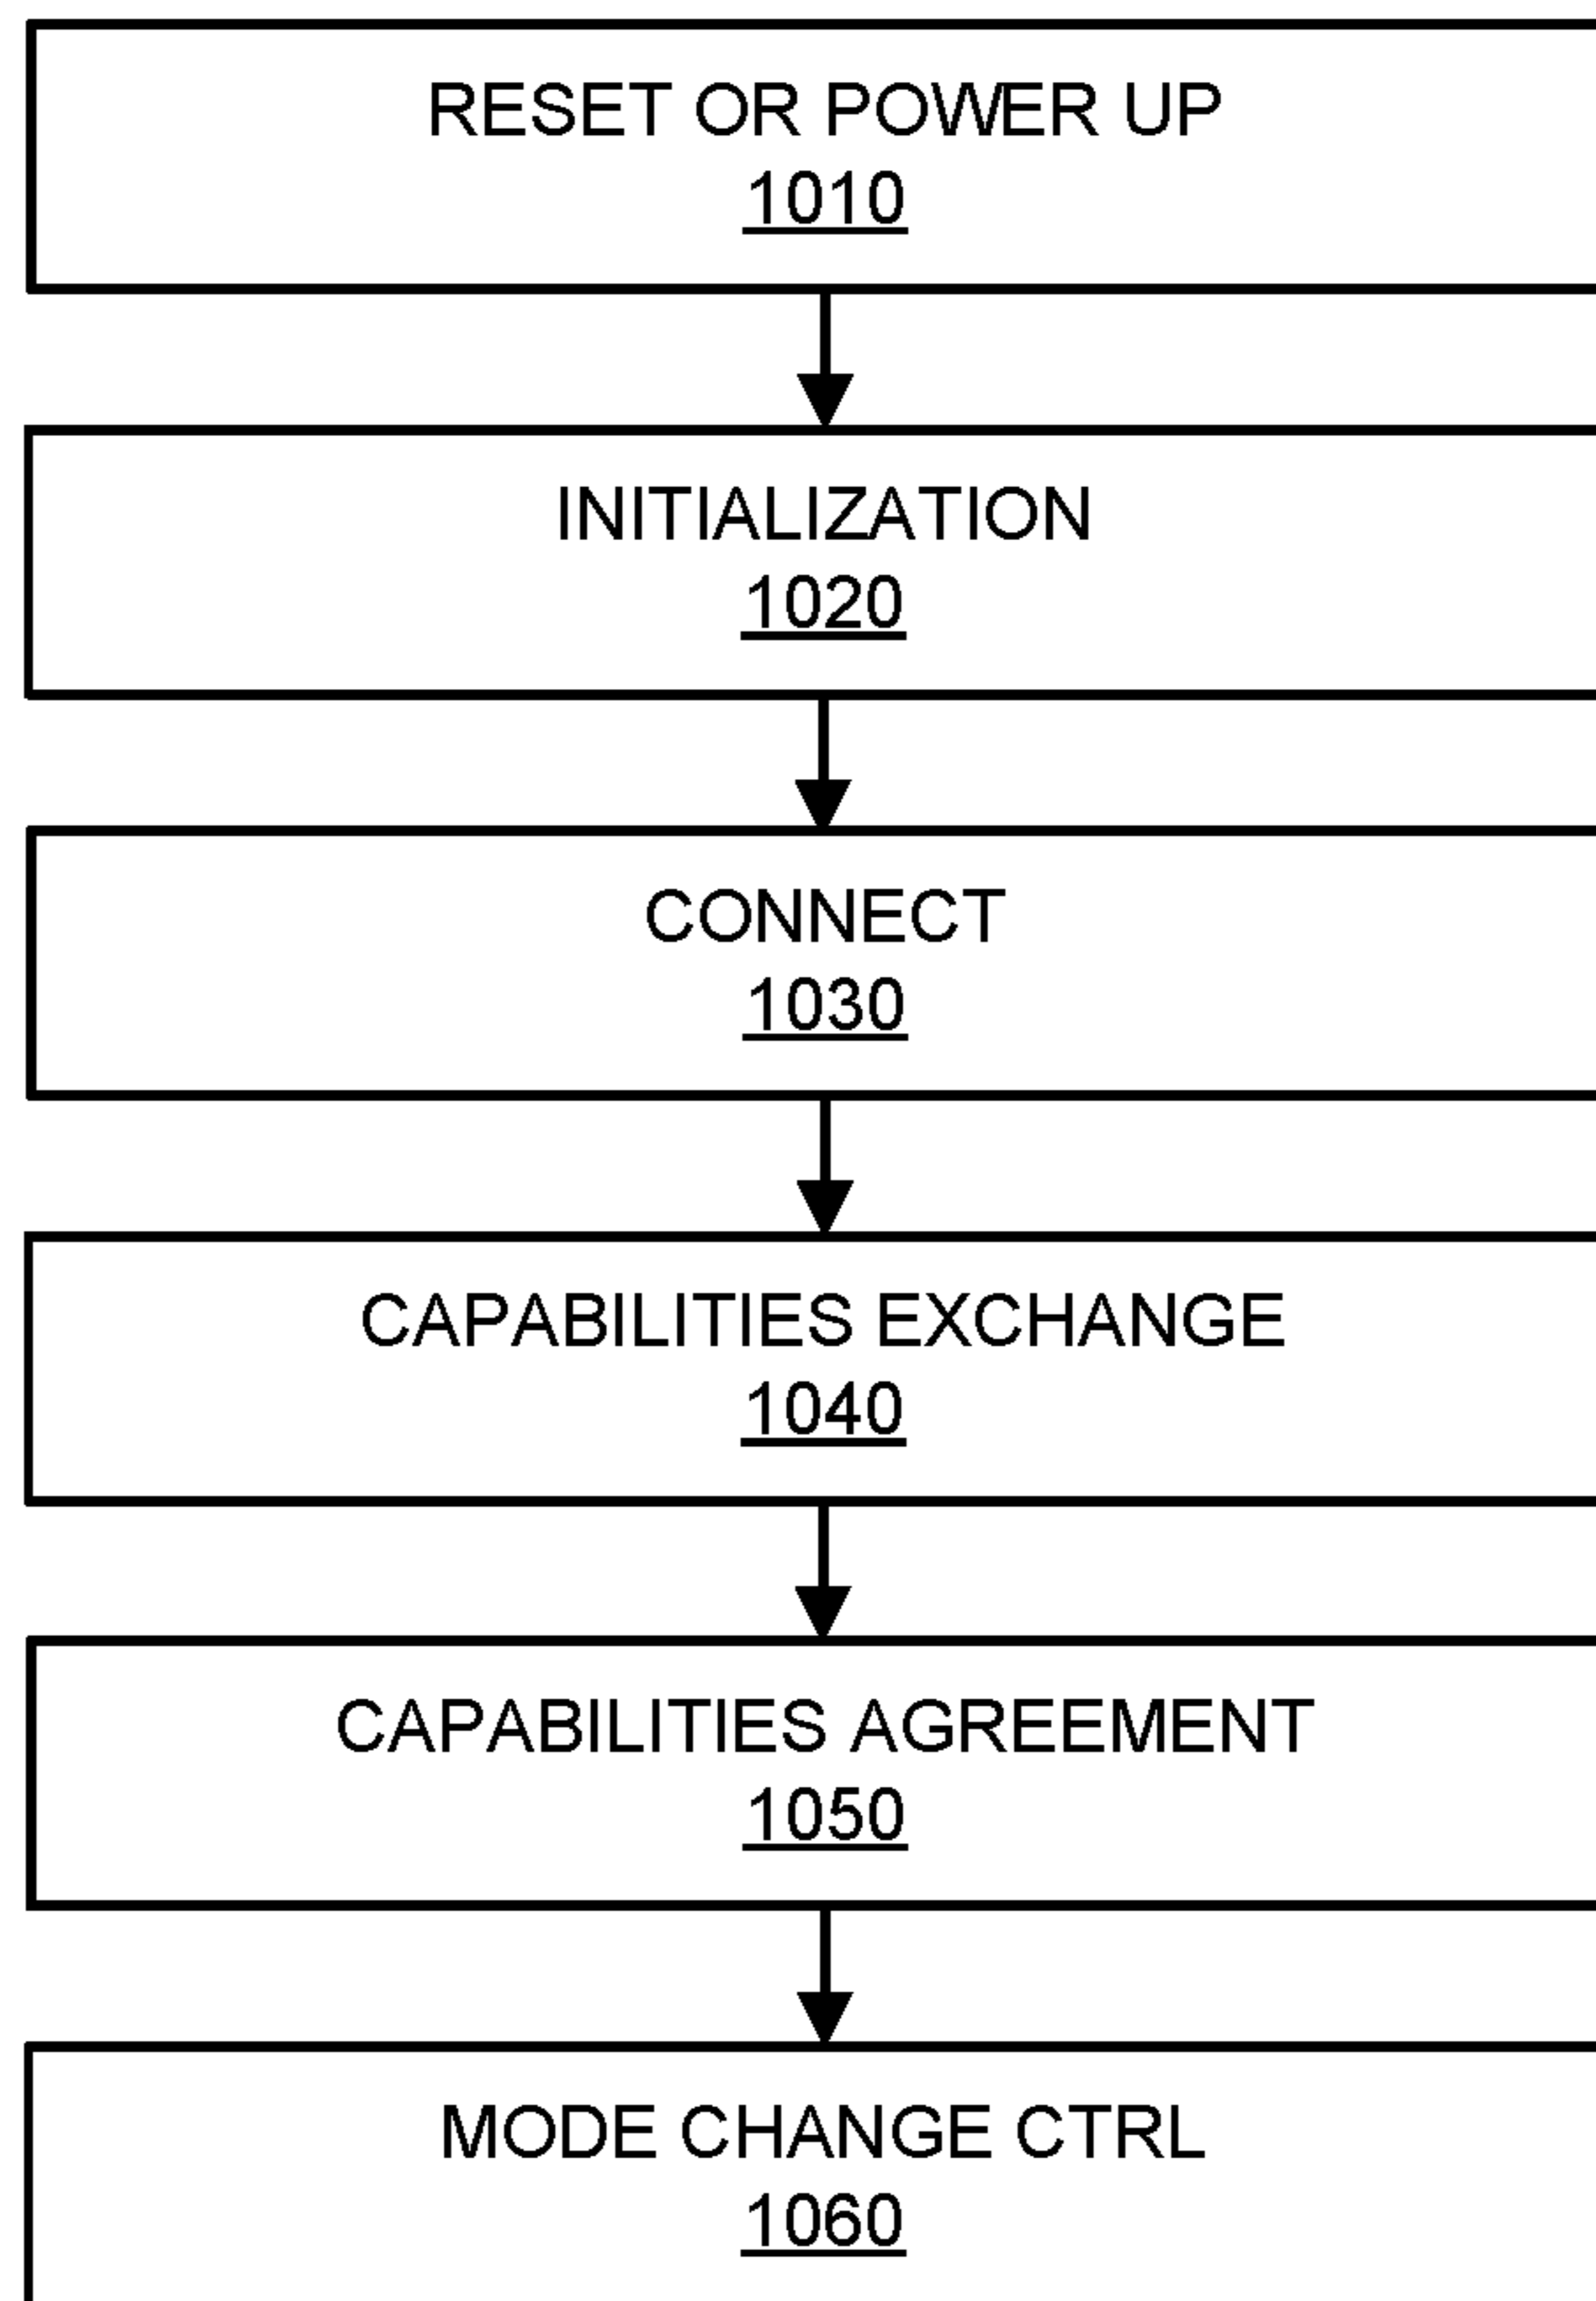 RESET OR POWER UP
1010
INITIALIZATION
1020
CONNECT
1030
CAPABILITIES EXCHANGE
1040
CAPABILITIES AGREEMENT
1050
MODE CHANGE CTRL
1060